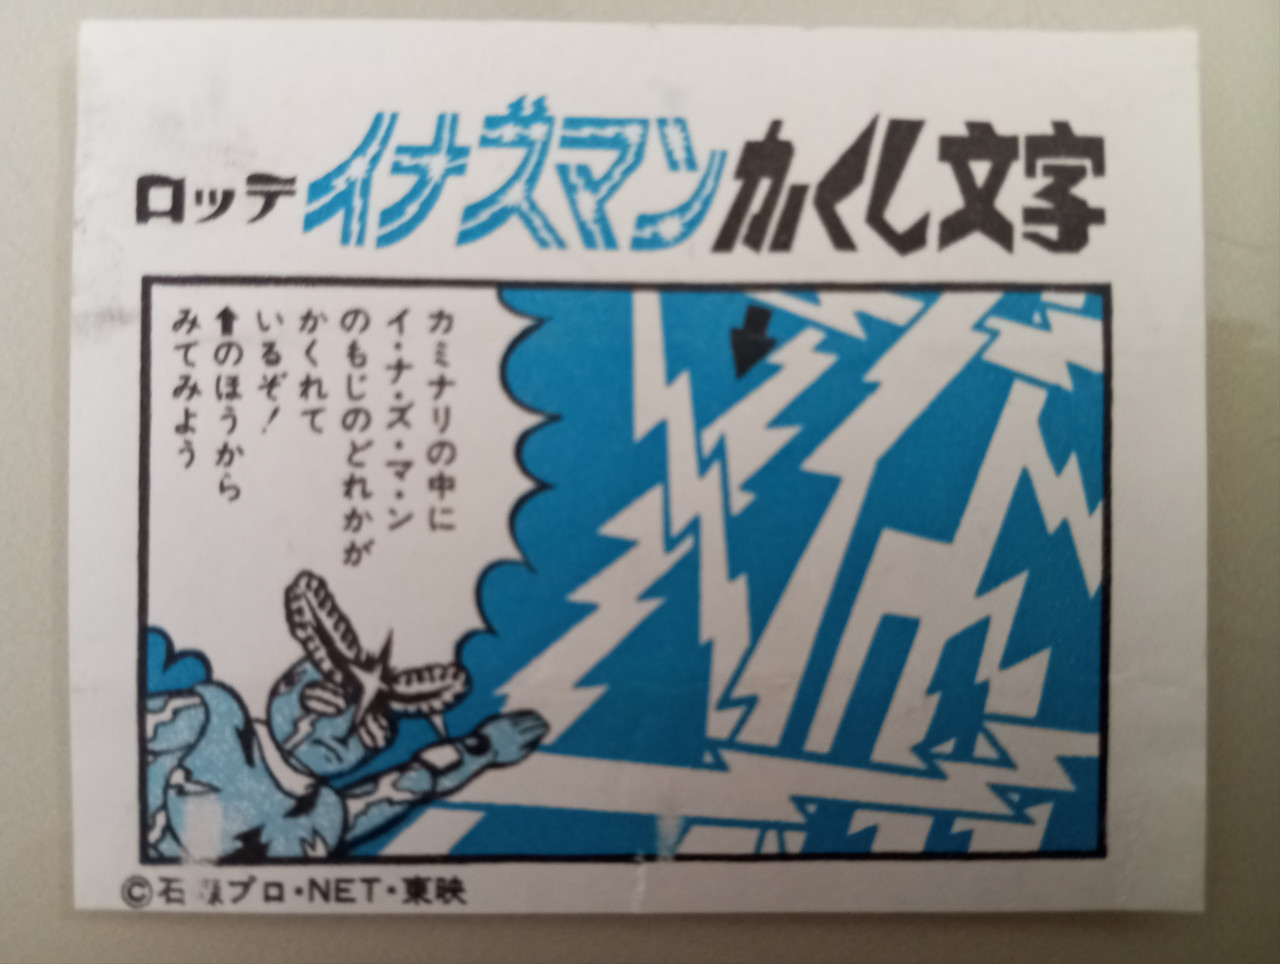 ロッテ イナズマンかくし文字
カミナリの中に
イ・ナ・ズ・マ・ン
のもじのどれかが
かくれて
いるぞ!
⬆のほうから
みてみよう
©石森プロ・NET・東映